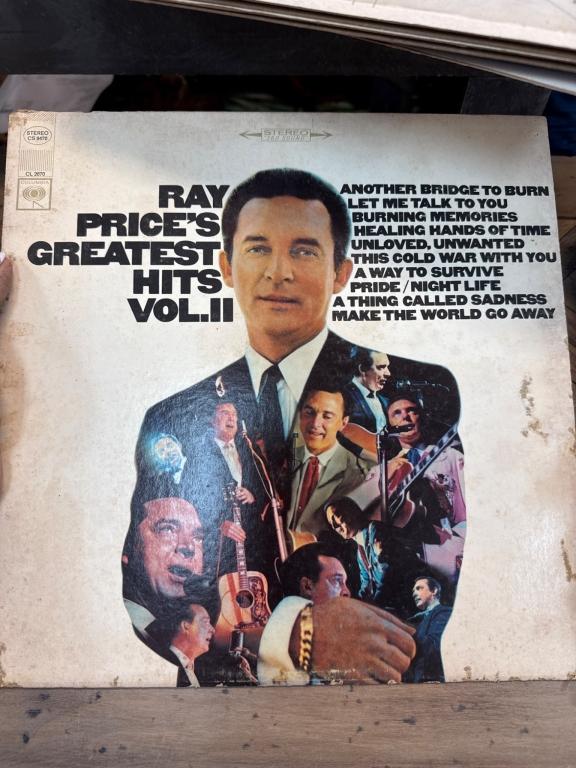 STEREO
CS 9470
CL 2670
COLUMBIA
STEREO
360 SOUND
RAY
PRICE'S
GREATEST
HITS
VOL.II
ANOTHER BRIDGE TO BURN
LET ME TALK TO YOU
BURNING MEMORIES
HEALING HANDS OF TIME
UNLOVED, UNWANTED
THIS COLD WAR WITH YOU
A WAY TO SURVIVE
PRIDE/NIGHT LIFE
A THING CALLED SADNESS
MAKE THE WORLD GO AWAY